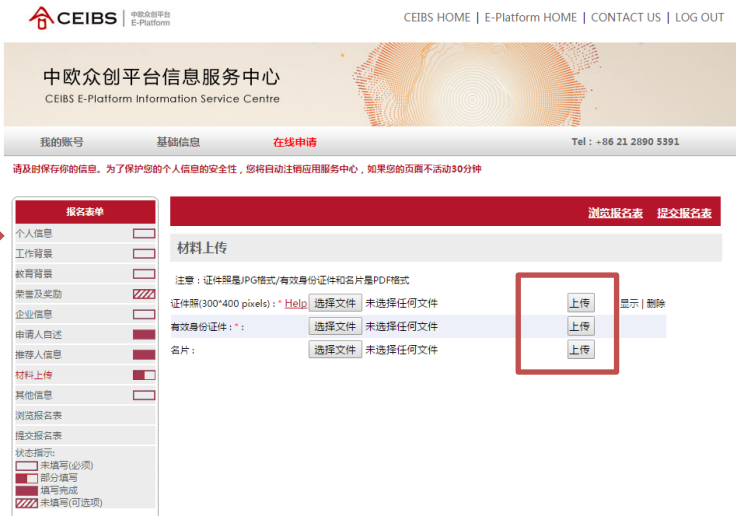 CEIBS 中欧众创平台 E-Platform
CEIBS HOME | E-Platform HOME | CONTACT US | LOG OUT
中欧众创平台信息服务中心
CEIBS E-Platform Information Service Centre
我的账号 基础信息 在线申请 Tel : +86 21 2890 5391
请及时保存你的信息。为了保护您的个人信息的安全性，您将自动注销应用服务中心，如果您的页面不活动30分钟
报名表单
个人信息
工作背景
教育背景
荣誉及奖励
企业信息
申请人自述
推荐人信息
材料上传
其他信息
浏览报名表
提交报名表
状态指示:
未填写(必须)
部分填写
填写完成
未填写(可选项)
浏览报名表 提交报名表
材料上传
注意：证件照是JPG格式/有效身份证件和名片是PDF格式
证件照(300*400 pixels) : * Help 选择文件 未选择任何文件 上传 显示 | 删除
有效身份证件 : * : 选择文件 未选择任何文件 上传
名片 : 选择文件 未选择任何文件 上传